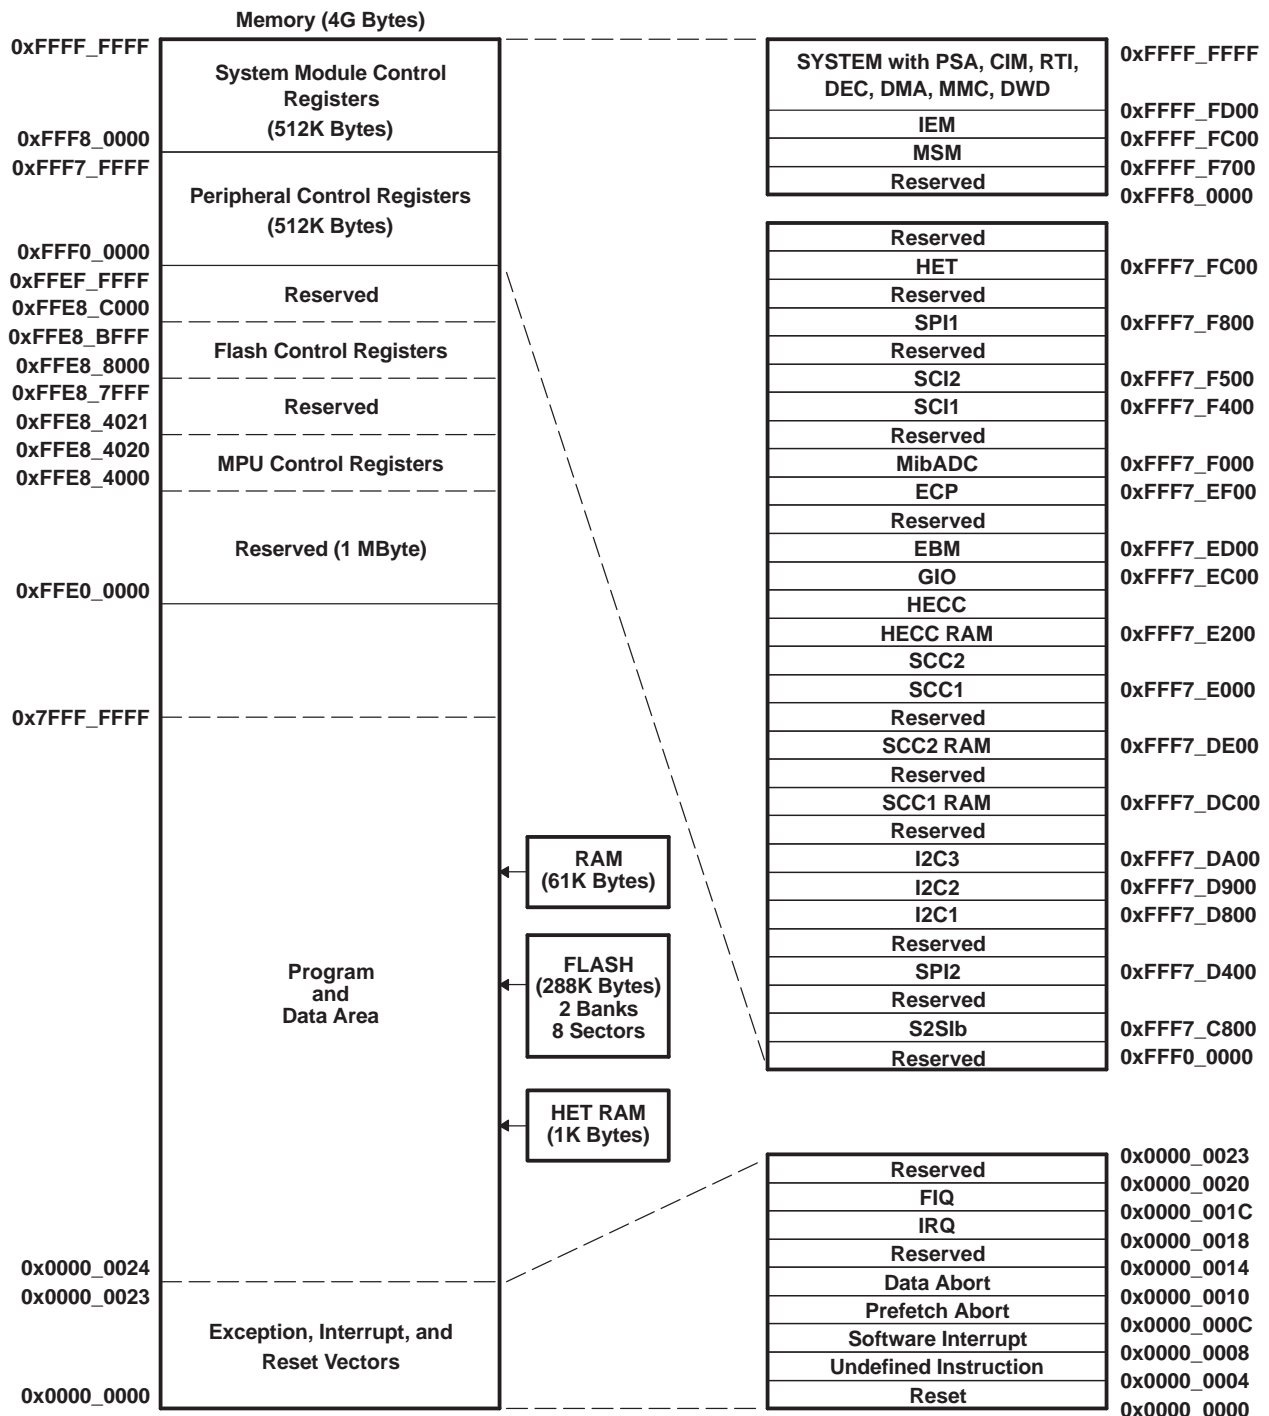 Memory (4G Bytes)
0xFFFF_FFFF
System Module Control
Registers
(512K Bytes)
0xFFF8_0000
0xFFF7_FFFF
Peripheral Control Registers
(512K Bytes)
0xFFF0_0000
0xFFEF_FFFF
Reserved
0xFFE8_C000
0xFFE8_BFFF
Flash Control Registers
0xFFE8_8000
0xFFE8_7FFF
Reserved
0xFFE8_4021
0xFFE8_4020
MPU Control Registers
0xFFE8_4000
Reserved (1 MByte)
0xFFE0_0000
0x7FFF_FFFF
Program
and
Data Area
RAM
(61K Bytes)
FLASH
(288K Bytes)
2 Banks
8 Sectors
HET RAM
(1K Bytes)
0x0000_0024
0x0000_0023
Exception, Interrupt, and
Reset Vectors
0x0000_0000
SYSTEM with PSA, CIM, RTI,
DEC, DMA, MMC, DWD
0xFFFF_FFFF
0xFFFF_FD00
IEM
0xFFFF_FC00
MSM
0xFFFF_F700
Reserved
0xFFF8_0000
Reserved
HET 0xFFF7_FC00
Reserved
SPI1 0xFFF7_F800
Reserved
SCI2 0xFFF7_F500
SCI1 0xFFF7_F400
Reserved
MibADC 0xFFF7_F000
ECP 0xFFF7_EF00
Reserved
EBM 0xFFF7_ED00
GIO 0xFFF7_EC00
HECC
HECC RAM 0xFFF7_E200
SCC2
SCC1 0xFFF7_E000
Reserved
SCC2 RAM 0xFFF7_DE00
Reserved
SCC1 RAM 0xFFF7_DC00
Reserved
I2C3 0xFFF7_DA00
I2C2 0xFFF7_D900
I2C1 0xFFF7_D800
Reserved
SPI2 0xFFF7_D400
Reserved
S2SIb 0xFFF7_C800
Reserved 0xFFF0_0000
0x0000_0023
Reserved
0x0000_0020
FIQ
0x0000_001C
IRQ
0x0000_0018
Reserved
0x0000_0014
Data Abort
0x0000_0010
Prefetch Abort
0x0000_000C
Software Interrupt
0x0000_0008
Undefined Instruction
0x0000_0004
Reset
0x0000_0000